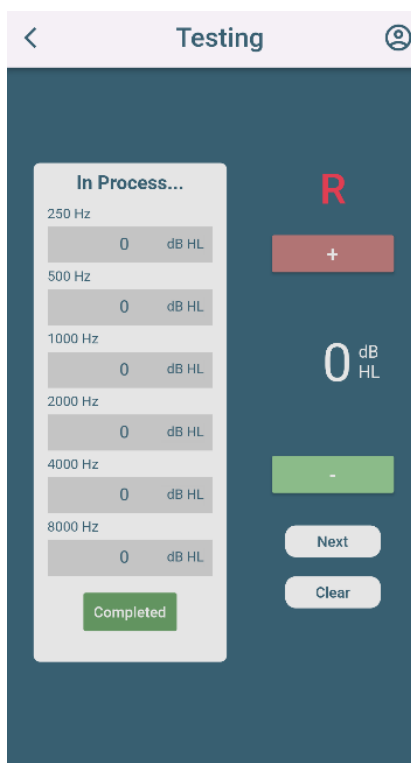 Testing
In Process...
250 Hz
0 dB HL
500 Hz
0 dB HL
1000 Hz
0 dB HL
2000 Hz
0 dB HL
4000 Hz
0 dB HL
8000 Hz
0 dB HL
Completed
R
+
0 dB
HL
-
Next
Clear